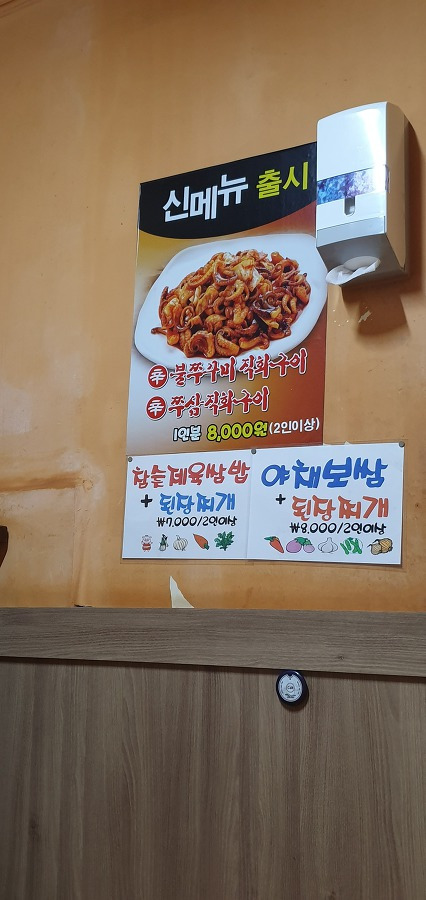 신메뉴 출시
辛 불쭈꾸미 직화구이
辛 쭈삼 직화구이
1인분 8,000원(2인이상)
참숯제육쌈밥
+ 된장찌개
₩7,000/2인이상
야채보쌈
+ 된장찌개
₩8,000/2인이상